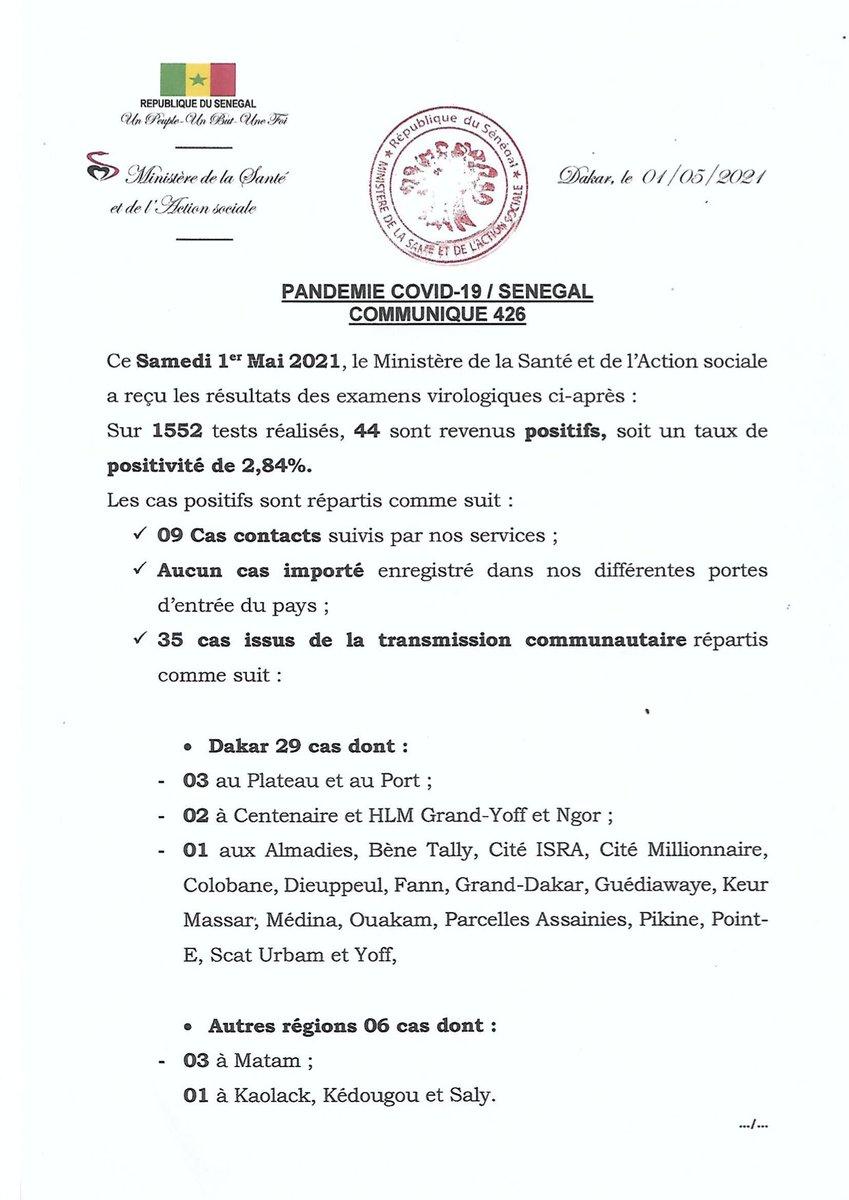 REPUBLIQUE DU SENEGAL
Un Peuple - Un But - Une Foi
Ministère de la Santé
et de l'Action sociale
★ République du Sénégal ★
MINISTÈRE DE LA SANTÉ ET DE L'ACTION SOCIALE
Dakar, le 01/05/2021
PANDEMIE COVID-19 / SENEGAL
COMMUNIQUE 426
Ce Samedi 1er Mai 2021, le Ministère de la Santé et de l'Action sociale
a reçu les résultats des examens virologiques ci-après :
Sur 1552 tests réalisés, 44 sont revenus positifs, soit un taux de
positivité de 2,84%.
Les cas positifs sont répartis comme suit :
✓ 09 Cas contacts suivis par nos services ;
✓ Aucun cas importé enregistré dans nos différentes portes
d'entrée du pays ;
✓ 35 cas issus de la transmission communautaire répartis
comme suit :
• Dakar 29 cas dont :
- 03 au Plateau et au Port ;
- 02 à Centenaire et HLM Grand-Yoff et Ngor ;
- 01 aux Almadies, Bène Tally, Cité ISRA, Cité Millionnaire,
Colobane, Dieuppeul, Fann, Grand-Dakar, Guédiawaye, Keur
Massar, Médina, Ouakam, Parcelles Assainies, Pikine, Point-
E, Scat Urbam et Yoff,
• Autres régions 06 cas dont :
- 03 à Matam ;
01 à Kaolack, Kédougou et Saly.
.../...